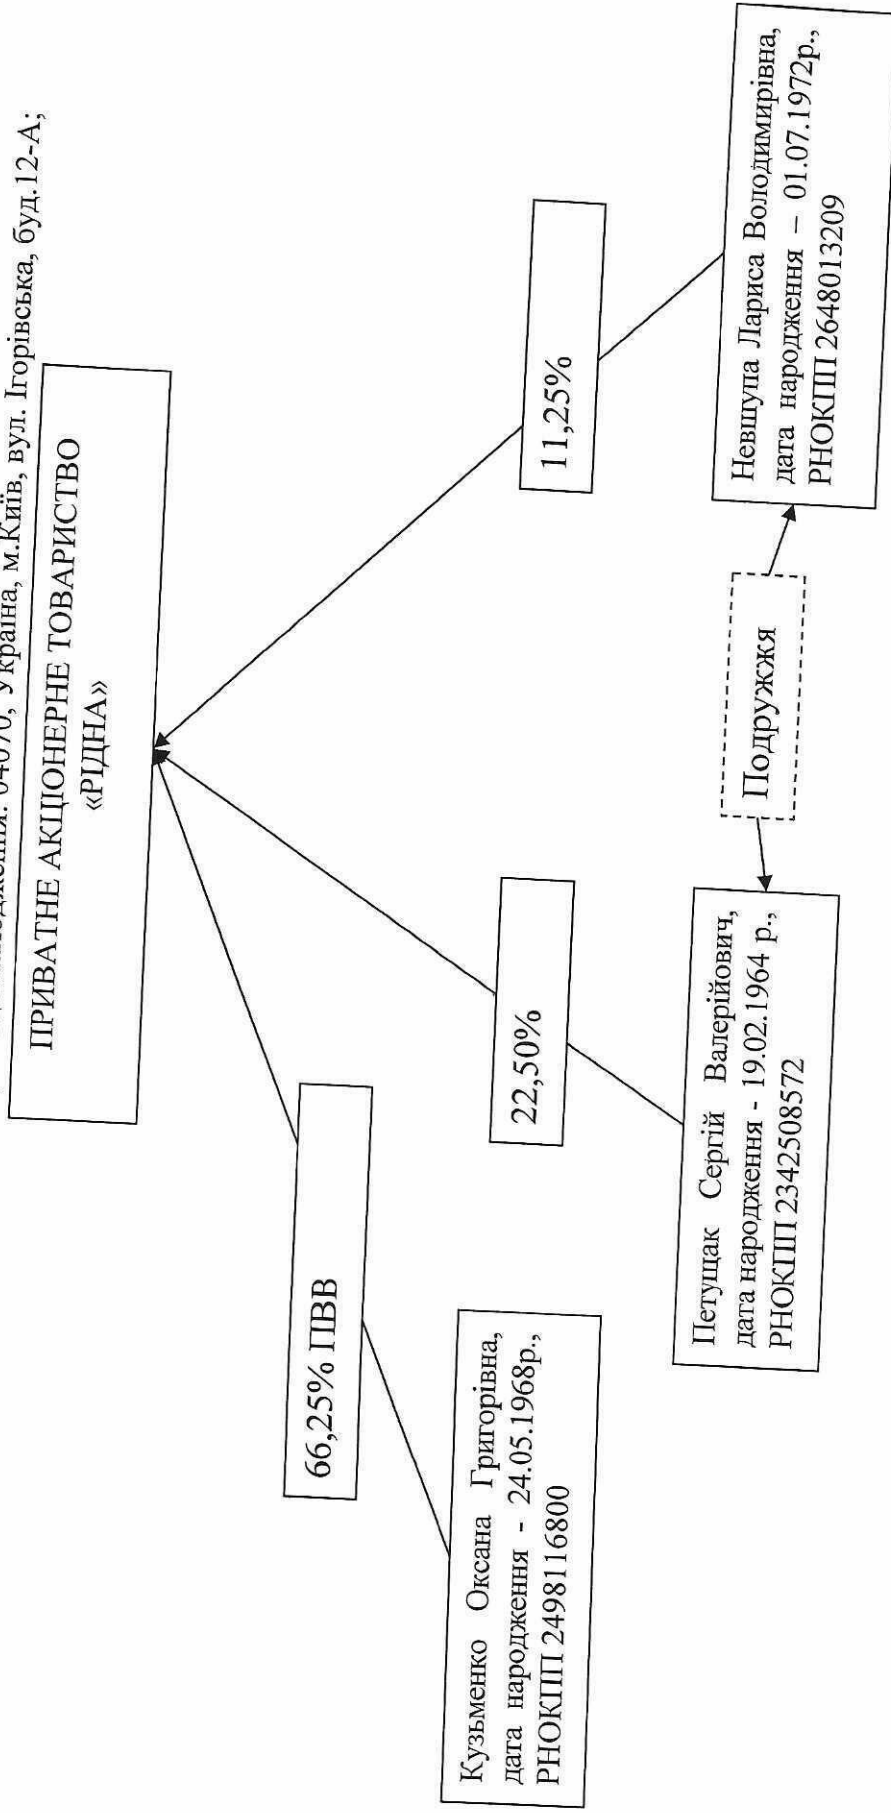 04070, Україна, м.Київ, вул. Ігорівська, буд.12-А;
ПРИВАТНЕ АКЦІОНЕРНЕ ТОВАРИСТВО
«РІДНА»
66,25% ПВВ
22,50%
11,25%
Кузьменко Оксана Григорівна,
дата народження - 24.05.1968р.,
РНОКПП 2498116800
Петущак Сергій Валерійович,
дата народження - 19.02.1964 р.,
РНОКПП 2342508572
Подружжя
Невшупа Лариса Володимирівна,
дата народження – 01.07.1972р.,
РНОКПП 2648013209